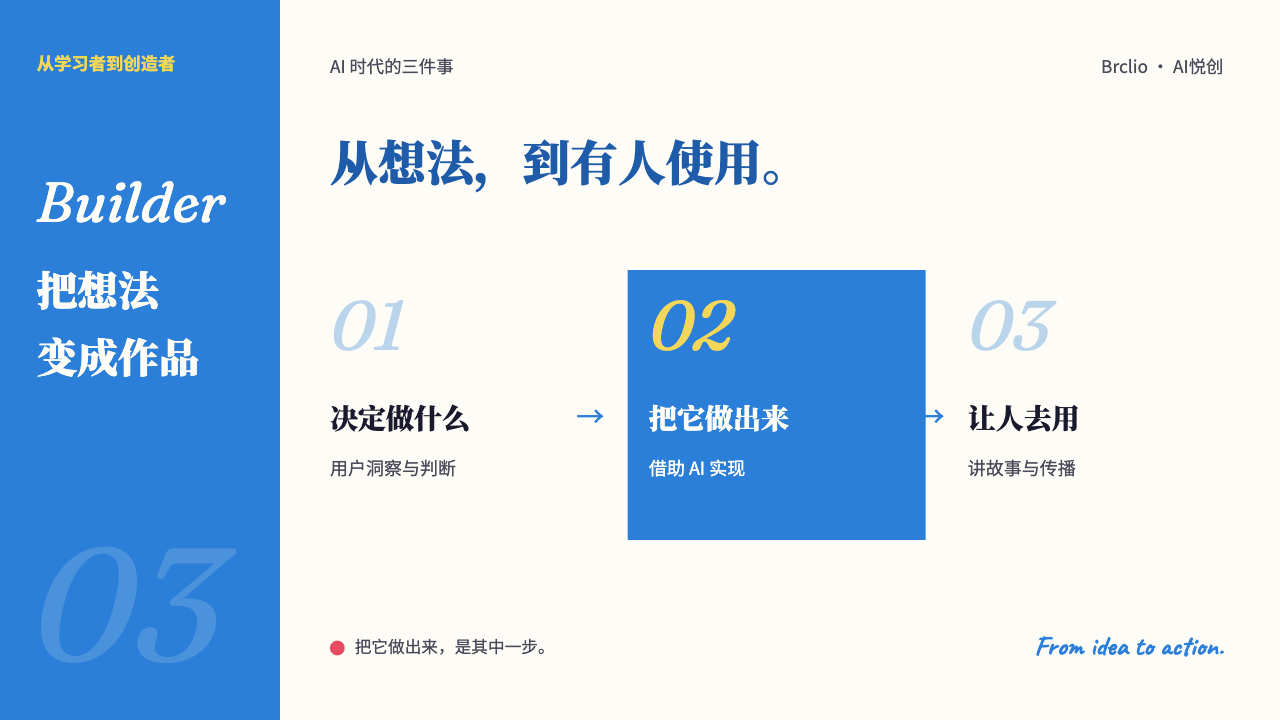 从学习者到创造者
Builder
把想法
变成作品
03
AI 时代的三件事
Brclio · AI悦创
从想法，到有人使用。
01
决定做什么
用户洞察与判断
→
02
把它做出来
借助 AI 实现
→
03
让人去用
讲故事与传播
把它做出来，是其中一步。
From idea to action.